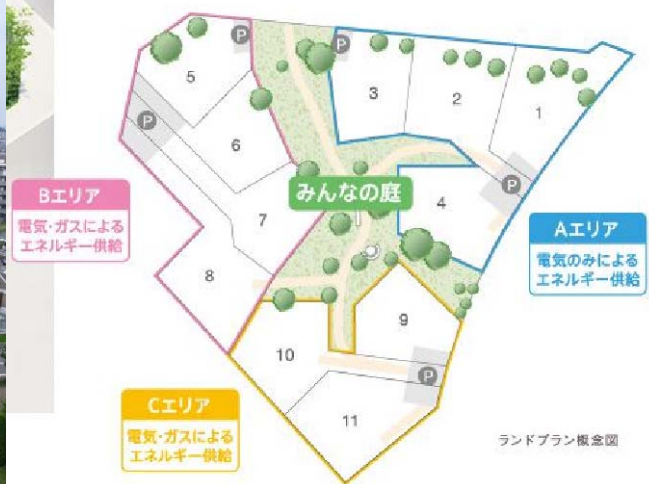 P
P
5
3
2
1
P
6
P
Bエリア
電気・ガスによる
エネルギー供給
みんなの庭
4
7
Aエリア
電気のみによる
エネルギー供給
8
9
10
P
Cエリア
電気・ガスによる
エネルギー供給
11
ランドプラン概念図